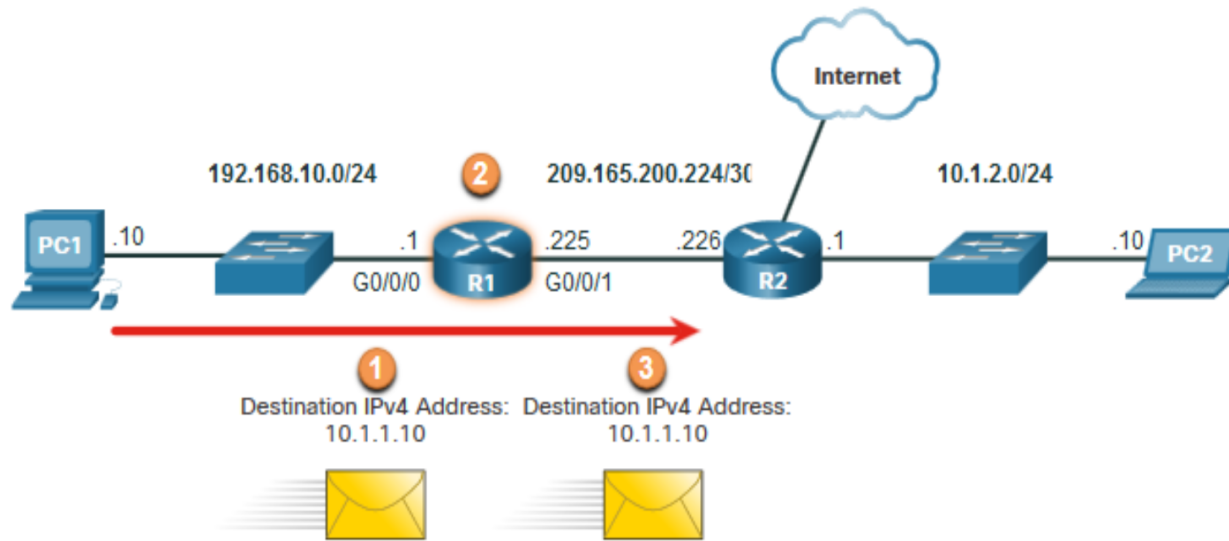 Internet
192.168.10.0/24
2
209.165.200.224/30
10.1.2.0/24
PC1
.10
.1
R1
.225
.226
R2
.1
.10
PC2
G0/0/0
G0/0/1
1
3
Destination IPv4 Address:
10.1.1.10
Destination IPv4 Address:
10.1.1.10